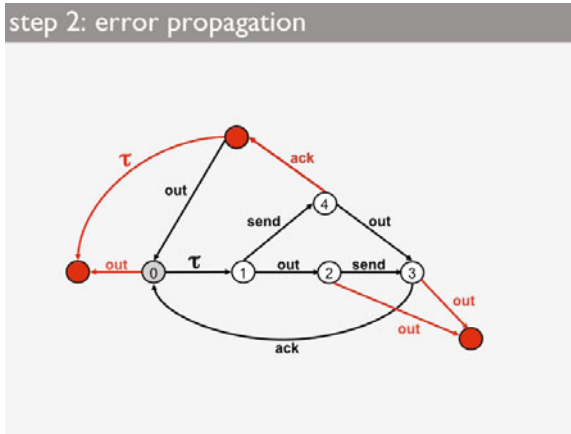 step 2: error propagation
τ
ack
out
4
send
out
out
0
τ
1
out
2
send
3
out
out
ack